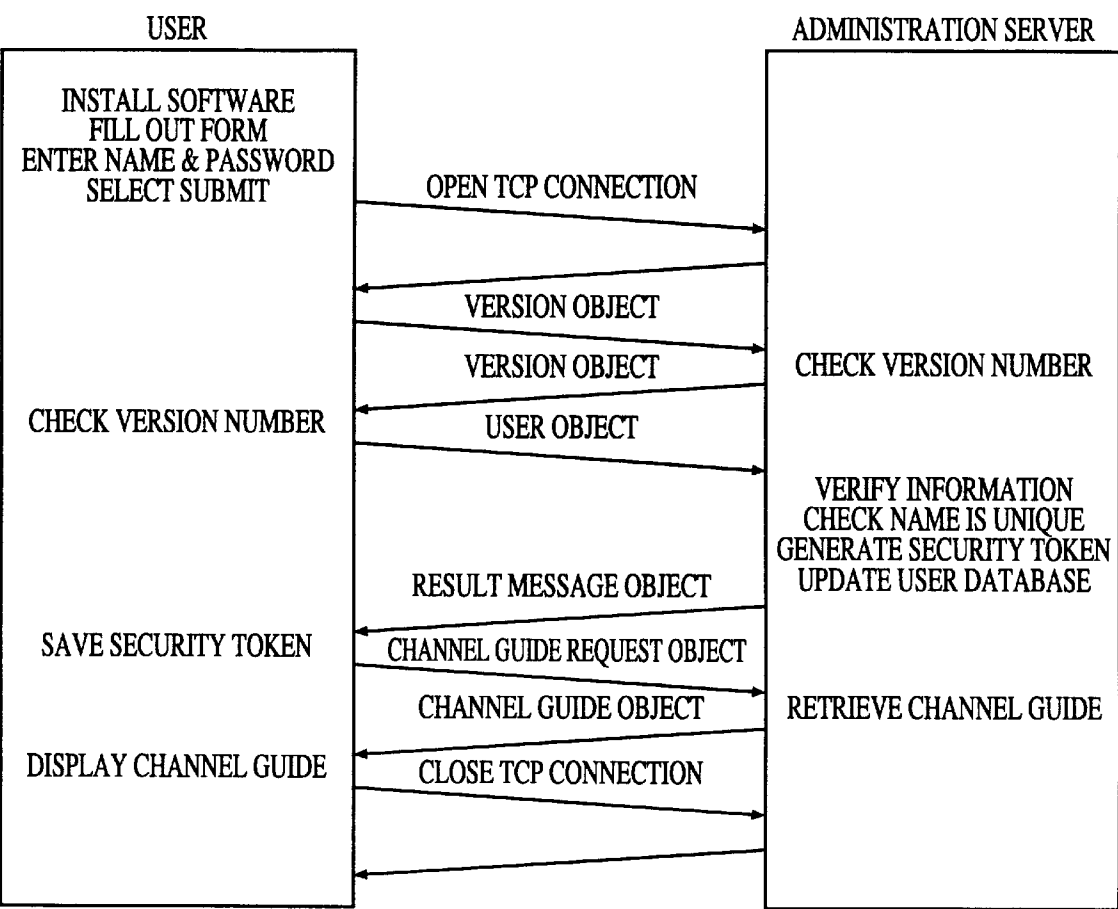 USER
ADMINISTRATION SERVER
INSTALL SOFTWARE
FILL OUT FORM
ENTER NAME & PASSWORD
SELECT SUBMIT
OPEN TCP CONNECTION
VERSION OBJECT
VERSION OBJECT
CHECK VERSION NUMBER
CHECK VERSION NUMBER
USER OBJECT
VERIFY INFORMATION
CHECK NAME IS UNIQUE
GENERATE SECURITY TOKEN
UPDATE USER DATABASE
RESULT MESSAGE OBJECT
SAVE SECURITY TOKEN
CHANNEL GUIDE REQUEST OBJECT
CHANNEL GUIDE OBJECT
RETRIEVE CHANNEL GUIDE
DISPLAY CHANNEL GUIDE
CLOSE TCP CONNECTION